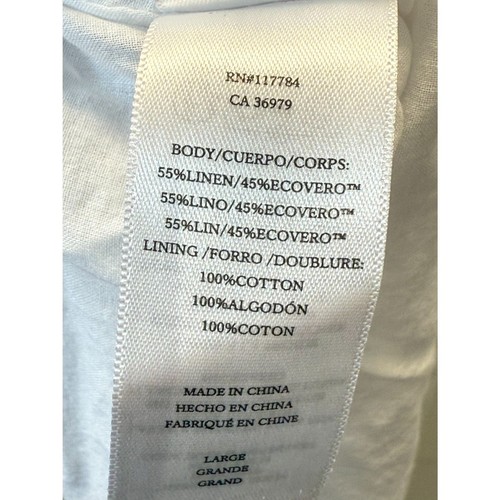 RN#117784
CA 36979
BODY/CUERPO/CORPS:
55%LINEN/45%ECOVERO™
55%LINO/45%ECOVERO™
55%LIN/45%ECOVERO™
LINING /FORRO /DOUBLURE:
100%COTTON
100%ALGODÓN
100%COTON
MADE IN CHINA
HECHO EN CHINA
FABRIQUÉ EN CHINE
LARGE
GRANDE
GRAND